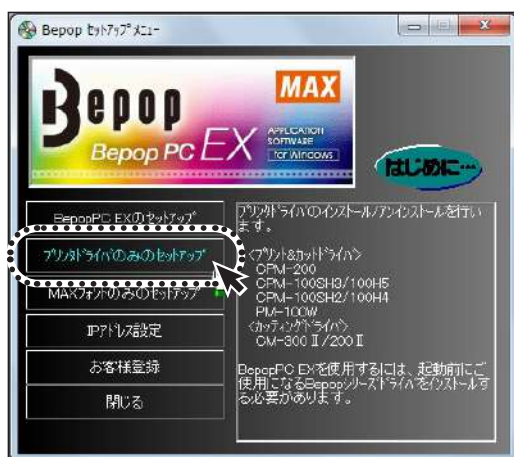 Bepop ｾｯﾄｱｯﾌﾟﾒﾆｭｰ
Bepop
MAX
Bepop PC EX
APPLICATION
SOFTWARE
for Windows
はじめに…
BepopPC EXのｾｯﾄｱｯﾌﾟ
ﾌﾟﾘﾝﾀﾄﾞﾗｲﾊﾞのみのｾｯﾄｱｯﾌﾟ
MAXﾌｫﾝﾄのみのｾｯﾄｱｯﾌﾟ
IPｱﾄﾞﾚｽ設定
お客様登録
閉じる
ﾌﾟﾘﾝﾀﾄﾞﾗｲﾊﾞのｲﾝｽﾄｰﾙ/ｱﾝｲﾝｽﾄｰﾙを行い
ます。
<ﾌﾟﾘﾝﾄ&ｶｯﾄﾄﾞﾗｲﾊﾞ>
CPM-200
CPM-100SH3/100H5
CPM-100SH2/100H4
PM-100W
<ｶｯﾃｨﾝｸﾞﾄﾞﾗｲﾊﾞ>
CM-300Ⅱ/200Ⅱ
BepopPC EXを使用するには、起動前にご
使用になるBepopｼﾘｰｽﾞﾄﾞﾗｲﾊﾞをｲﾝｽﾄｰﾙす
る必要があります。